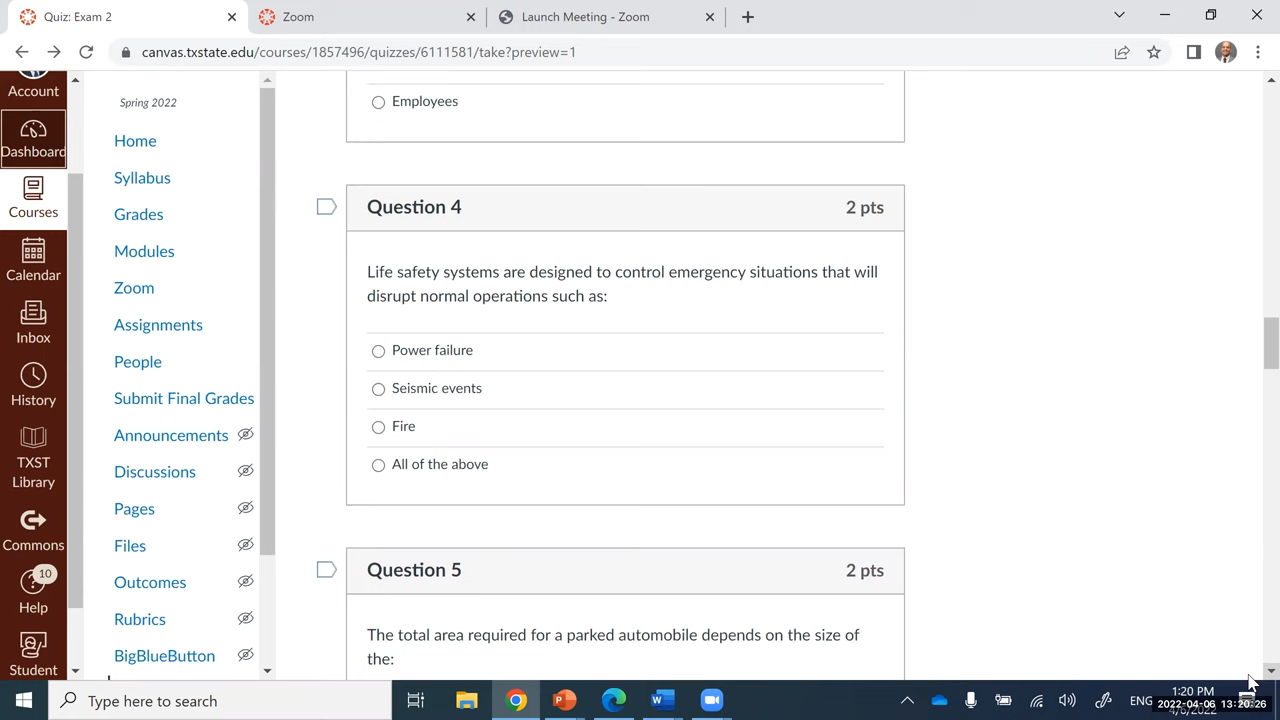 Quiz: Exam 2
Zoom
Launch Meeting - Zoom
canvas.txstate.edu/courses/1857496/quizzes/6111581/take?preview=1
Account
Dashboard
Courses
Calendar
Inbox
History
TXST
Library
Commons
10
Help
Student
Spring 2022
Home
Syllabus
Grades
Modules
Zoom
Assignments
People
Submit Final Grades
Announcements
Discussions
Pages
Files
Outcomes
Rubrics
BigBlueButton
Employees
Question 4
2 pts
Life safety systems are designed to control emergency situations that will
disrupt normal operations such as:
Power failure
Seismic events
Fire
All of the above
Question 5
2 pts
The total area required for a parked automobile depends on the size of
the:
Type here to search
ENG
1:20 PM
2022-04-06 13:20:26